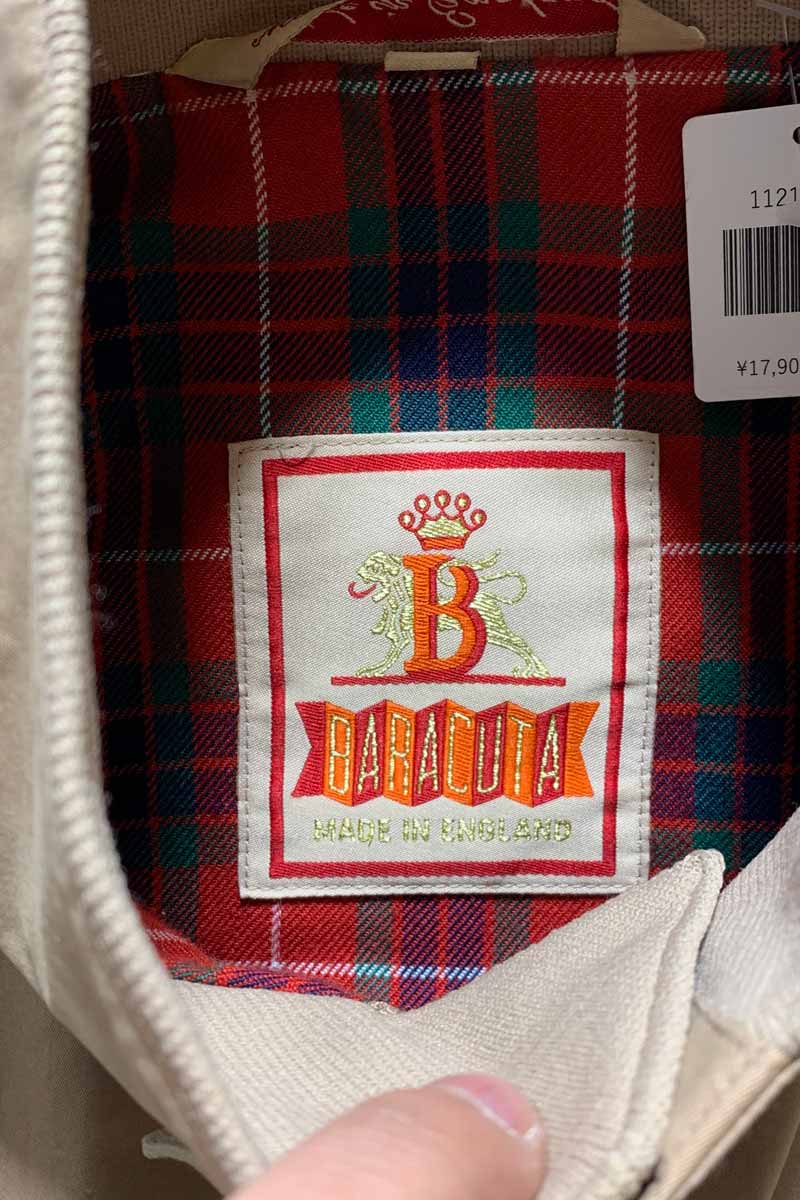 1121
¥17,90
B
BARACUTA
MADE IN ENGLAND